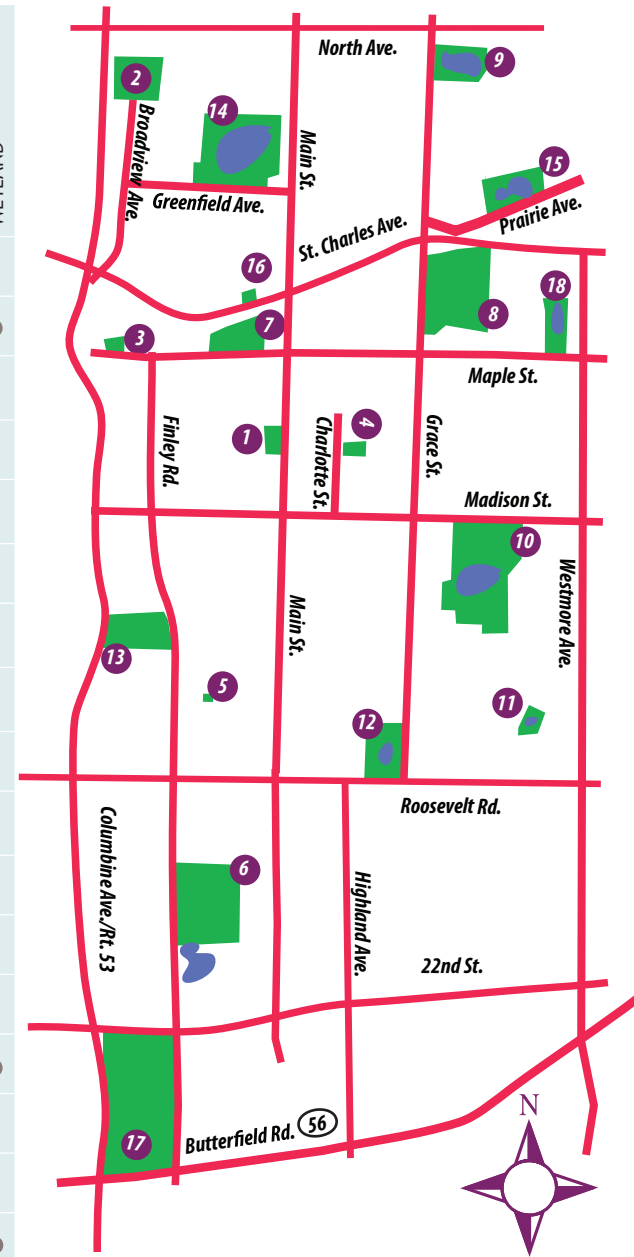 WETLAND
North Ave.
2
9
14
Broadview Ave.
Main St.
15
Greenfield Ave.
Prairie Ave.
St. Charles Ave.
16
18
7
8
3
Maple St.
Finley Rd.
1
Charlotte St.
4
Grace St.
Madison St.
10
Westmore Ave.
Main St.
13
5
11
12
Roosevelt Rd.
Columbine Ave./Rt. 53
6
Highland Ave.
22nd St.
17
Butterfield Rd. 56
N